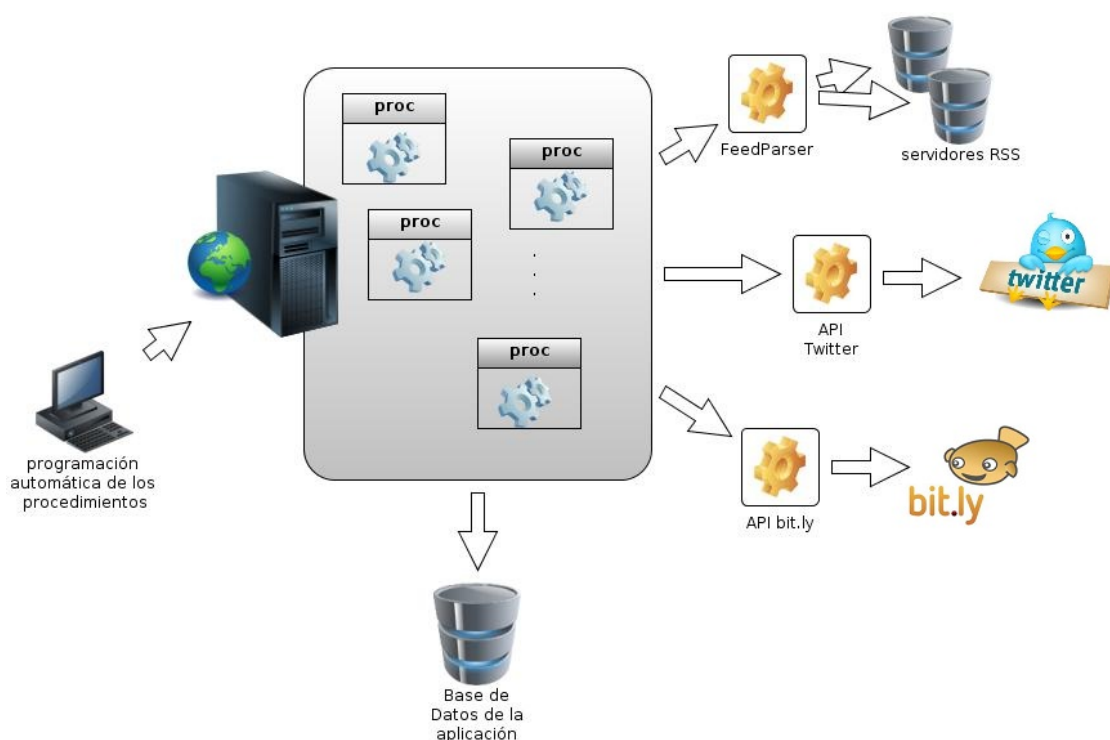 proc
proc
proc
.
.
.
proc
FeedParser
servidores RSS
twitter
API
Twitter
programación
automática de los
procedimientos
bit.ly
API bit.ly
Base de
Datos de la
aplicación